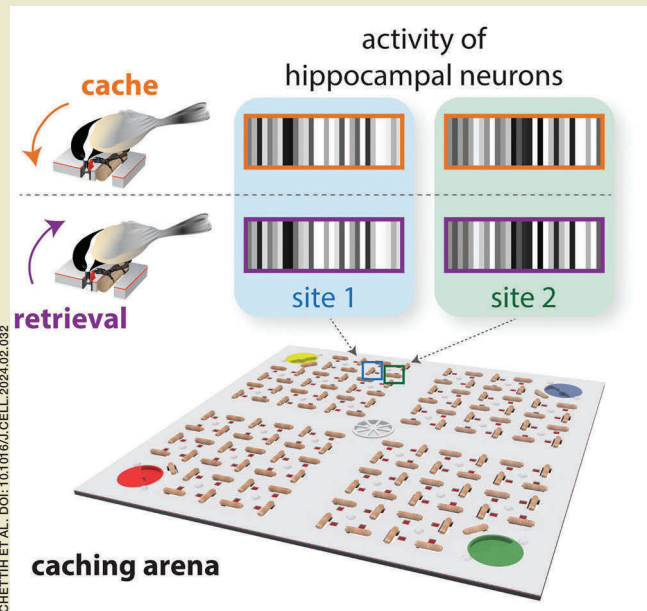 activity of
hippocampal neurons
cache
retrieval
site 1
site 2
caching arena
CHETTIH ET AL. DOI: 10.1016/J.CELL.2024.02.032